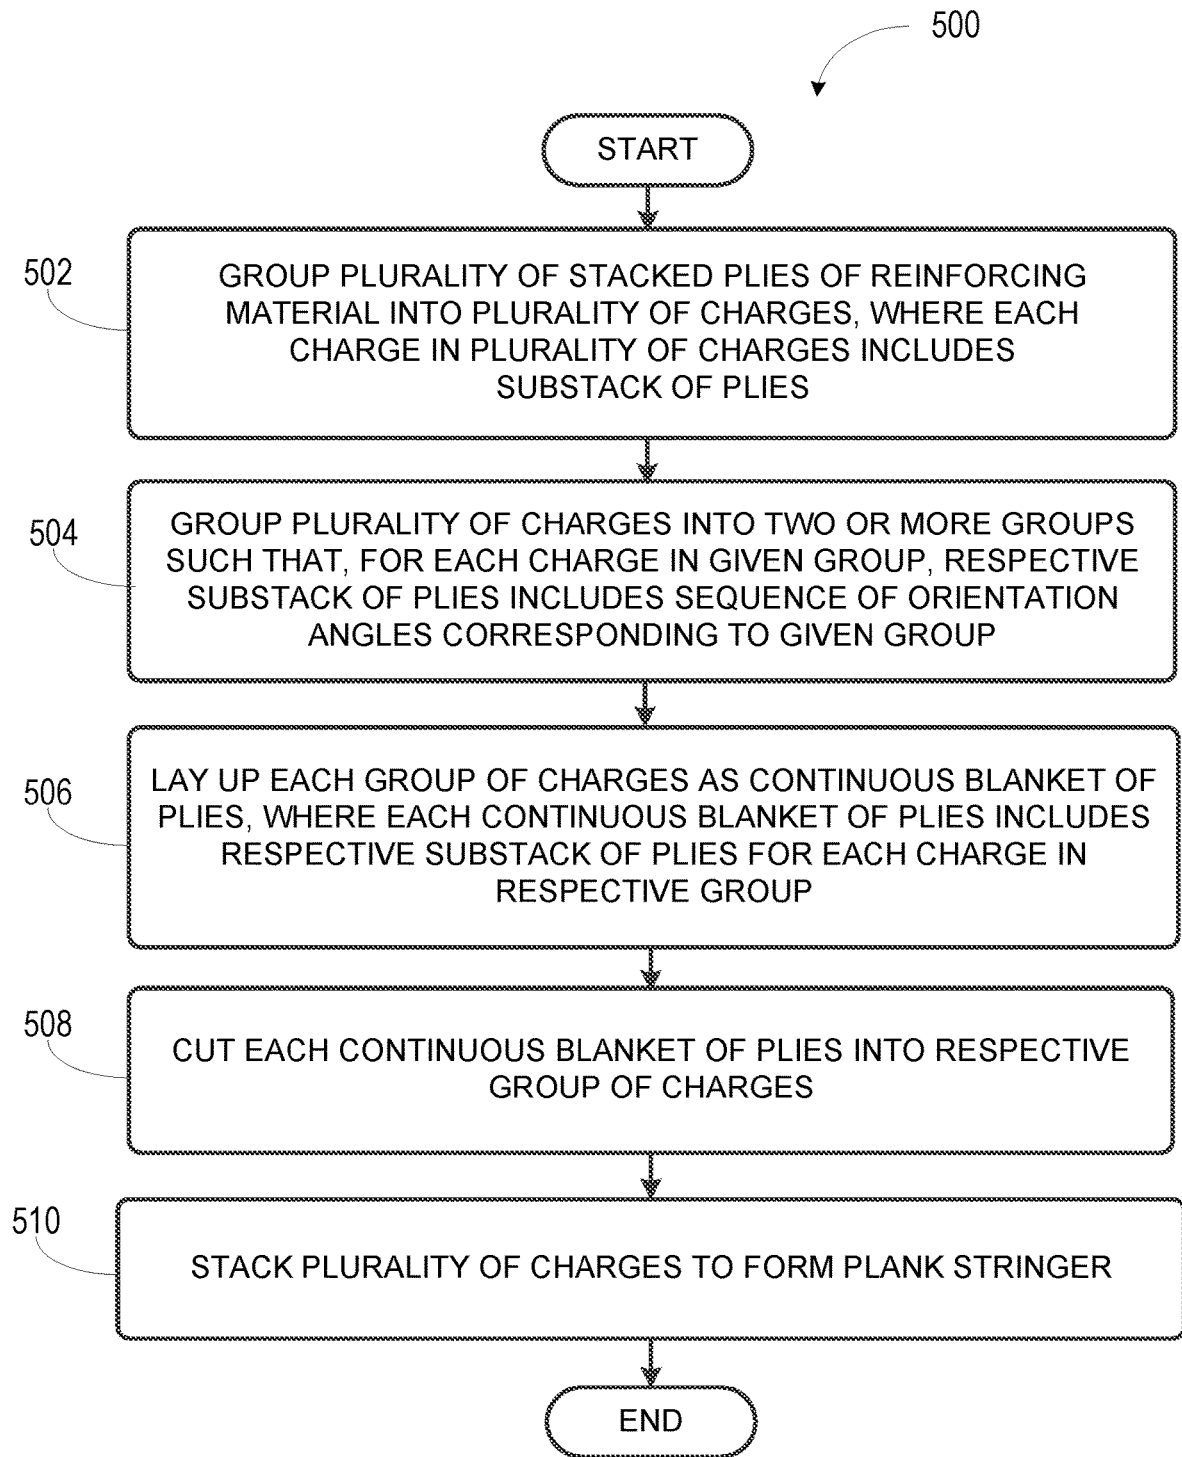 500
START
502
GROUP PLURALITY OF STACKED PLIES OF REINFORCING
MATERIAL INTO PLURALITY OF CHARGES, WHERE EACH
CHARGE IN PLURALITY OF CHARGES INCLUDES
SUBSTACK OF PLIES
504
GROUP PLURALITY OF CHARGES INTO TWO OR MORE GROUPS
SUCH THAT, FOR EACH CHARGE IN GIVEN GROUP, RESPECTIVE
SUBSTACK OF PLIES INCLUDES SEQUENCE OF ORIENTATION
ANGLES CORRESPONDING TO GIVEN GROUP
506
LAY UP EACH GROUP OF CHARGES AS CONTINUOUS BLANKET OF
PLIES, WHERE EACH CONTINUOUS BLANKET OF PLIES INCLUDES
RESPECTIVE SUBSTACK OF PLIES FOR EACH CHARGE IN
RESPECTIVE GROUP
508
CUT EACH CONTINUOUS BLANKET OF PLIES INTO RESPECTIVE
GROUP OF CHARGES
510
STACK PLURALITY OF CHARGES TO FORM PLANK STRINGER
END